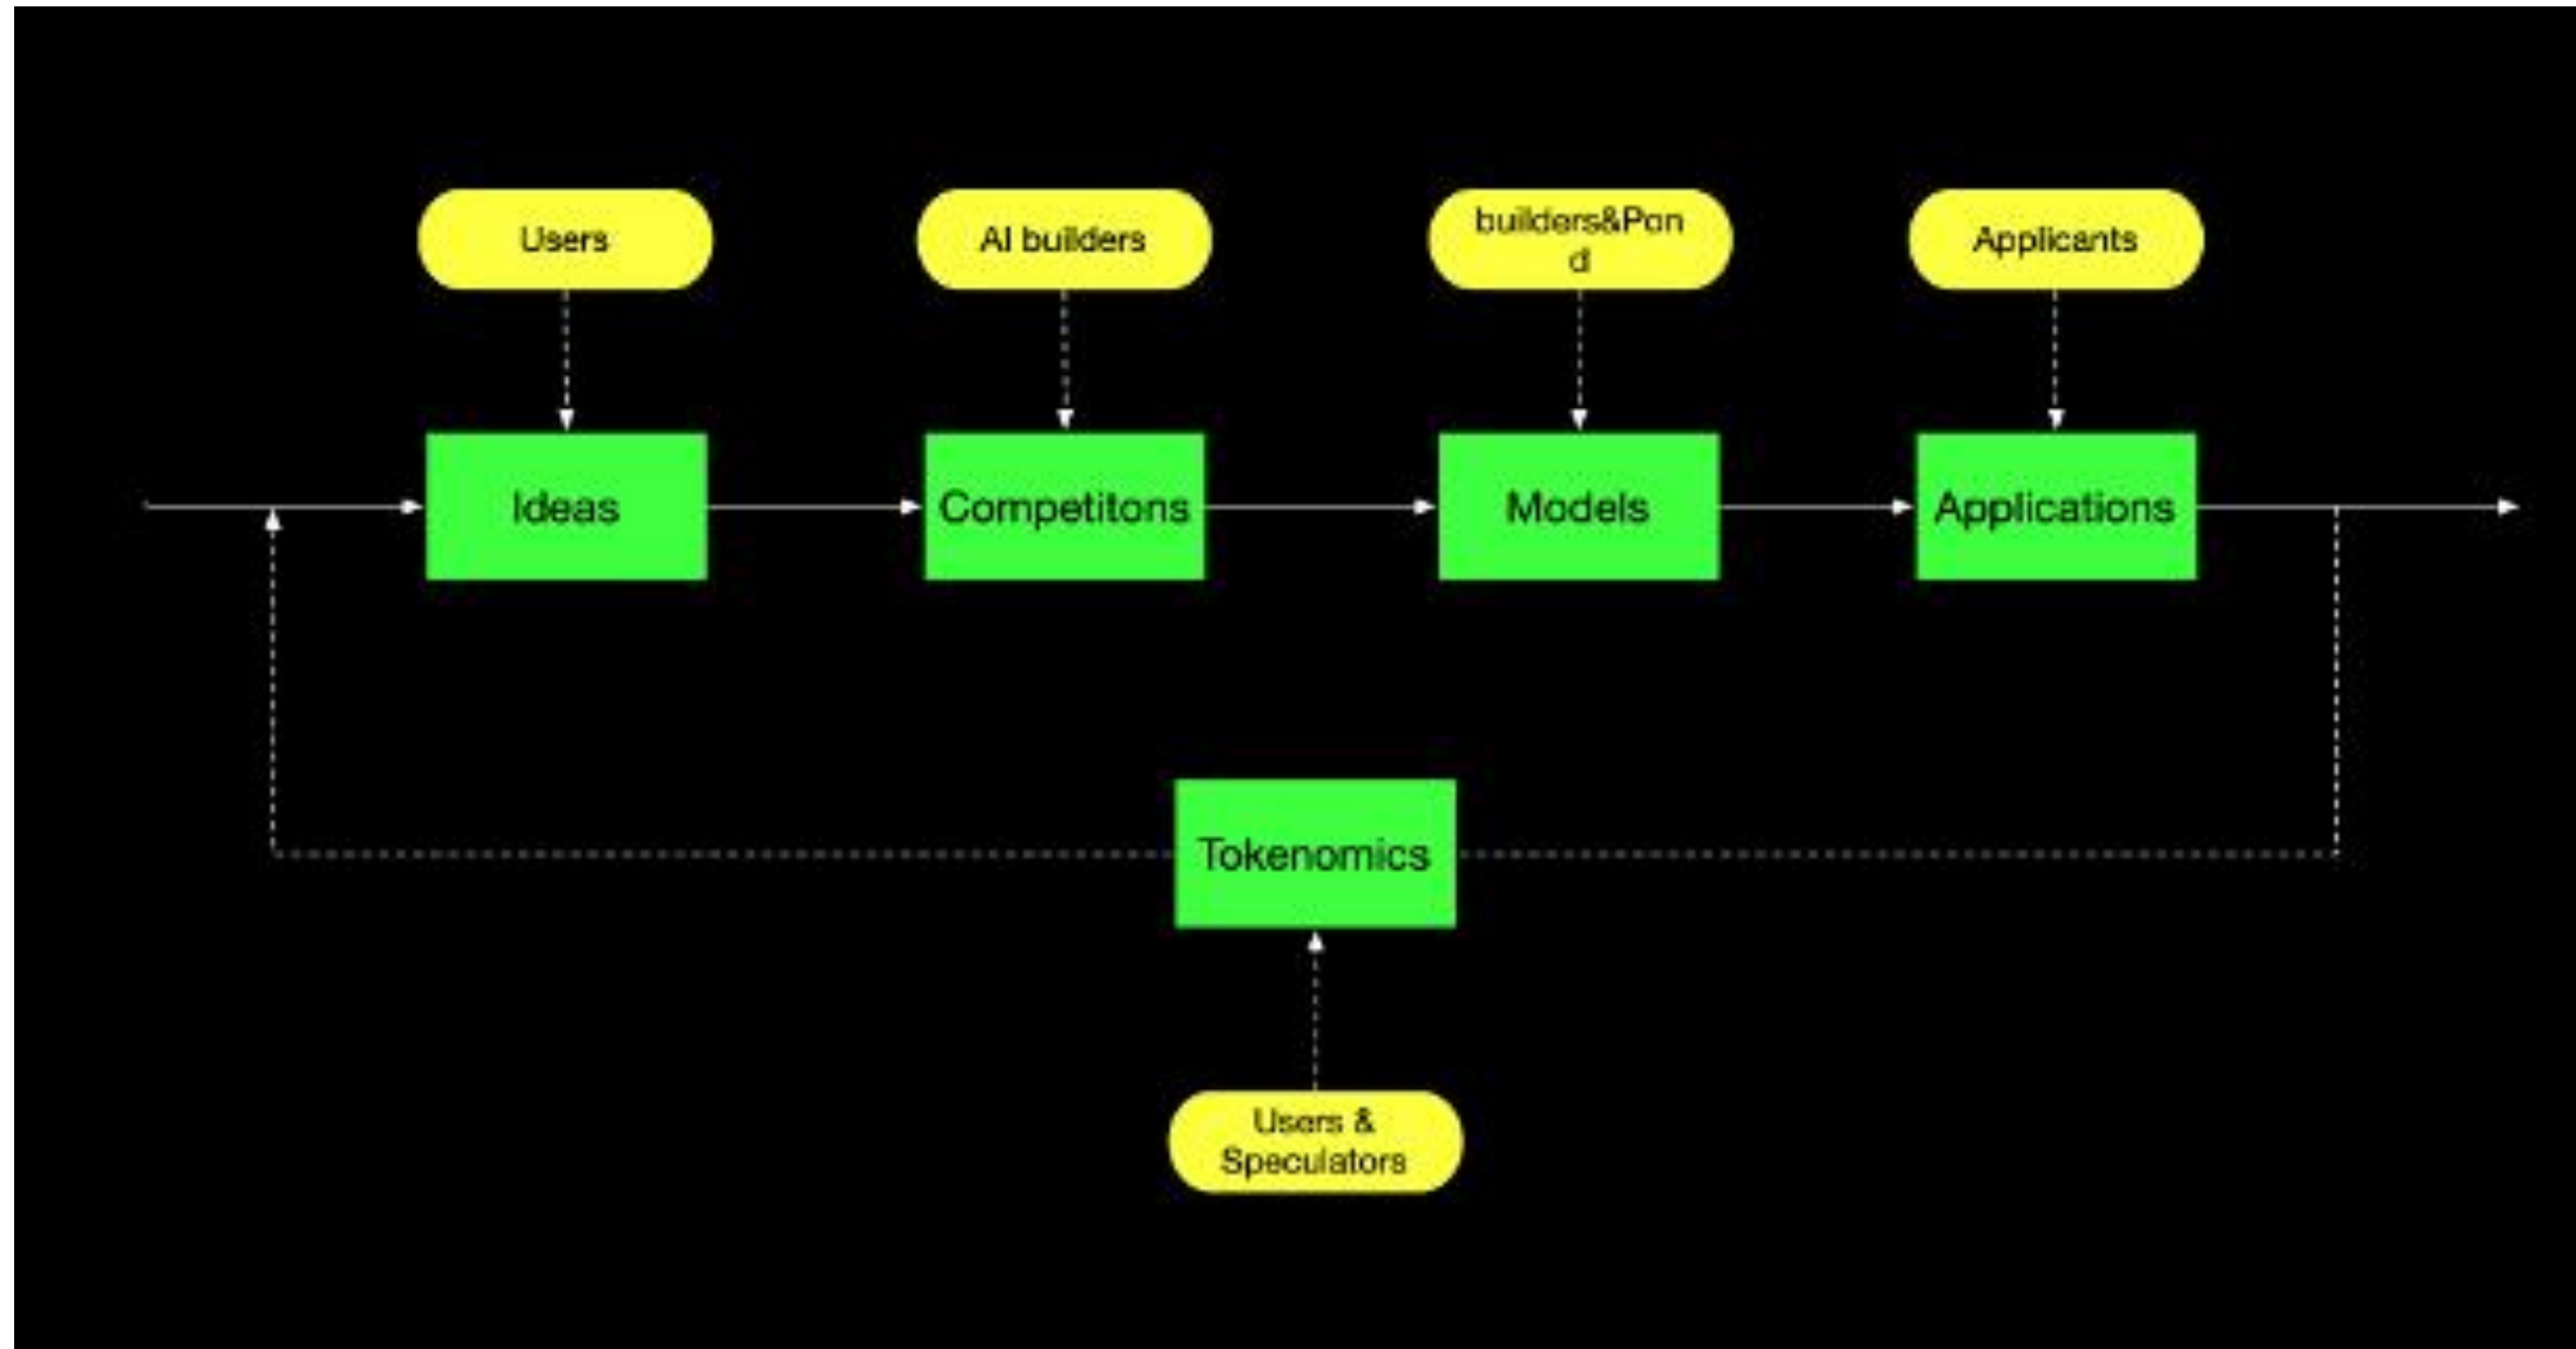 Users
AI builders
builders&Pon
d
Applicants
Ideas
Competitons
Models
Applications
Tokenomics
Users &
Speculators